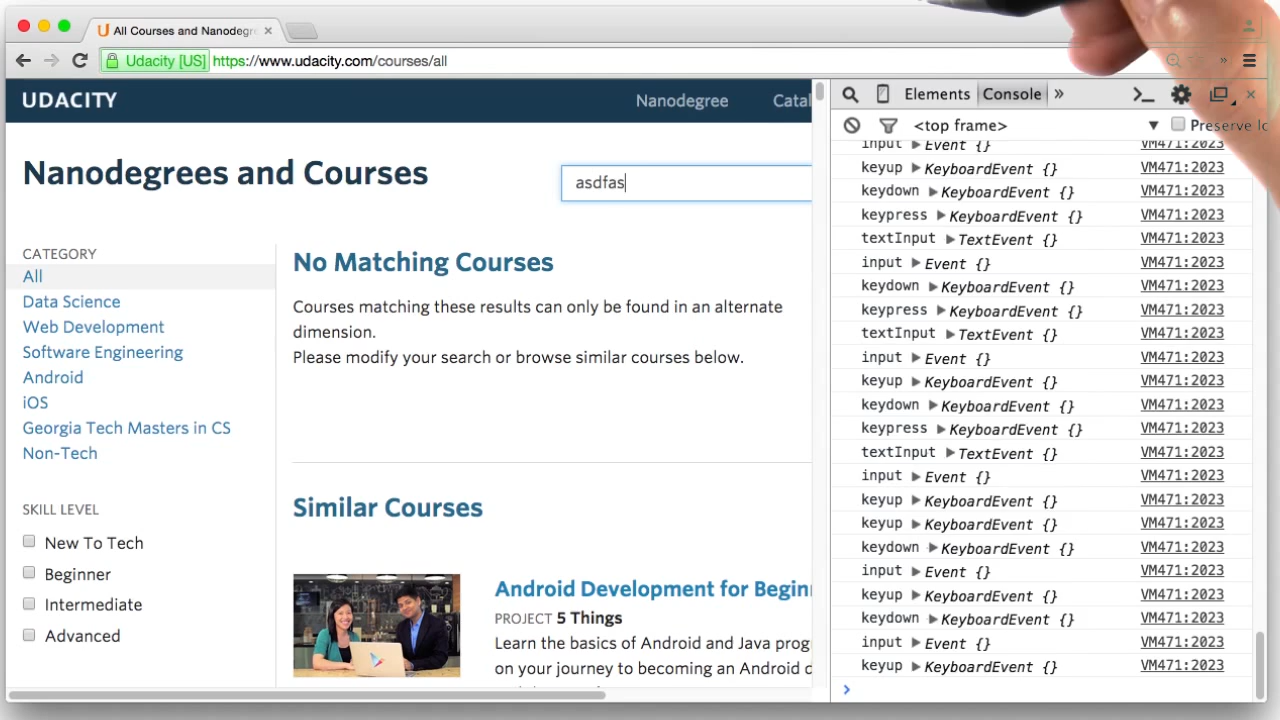 All Courses and Nanodegre
Udacity [US] https://www.udacity.com/courses/all
UDACITY
Nanodegree
Catal
Nanodegrees and Courses
asdfas
CATEGORY
All
Data Science
Web Development
Software Engineering
Android
iOS
Georgia Tech Masters in CS
Non-Tech
SKILL LEVEL
New To Tech
Beginner
Intermediate
Advanced
No Matching Courses
Courses matching these results can only be found in an alternate
dimension.
Please modify your search or browse similar courses below.
Similar Courses
Android Development for Begin
PROJECT 5 Things
Learn the basics of Android and Java prog
on your journey to becoming an Android d
Elements Console »
<top frame> Preserve lo
input Event {} VM471:2023
keyup KeyboardEvent {} VM471:2023
keydown KeyboardEvent {} VM471:2023
keypress KeyboardEvent {} VM471:2023
textInput TextEvent {} VM471:2023
input Event {} VM471:2023
keydown KeyboardEvent {} VM471:2023
keypress KeyboardEvent {} VM471:2023
textInput TextEvent {} VM471:2023
input Event {} VM471:2023
keyup KeyboardEvent {} VM471:2023
keydown KeyboardEvent {} VM471:2023
keypress KeyboardEvent {} VM471:2023
textInput TextEvent {} VM471:2023
input Event {} VM471:2023
keyup KeyboardEvent {} VM471:2023
keyup KeyboardEvent {} VM471:2023
keydown KeyboardEvent {} VM471:2023
input Event {} VM471:2023
keyup KeyboardEvent {} VM471:2023
keydown KeyboardEvent {} VM471:2023
input Event {} VM471:2023
keyup KeyboardEvent {} VM471:2023